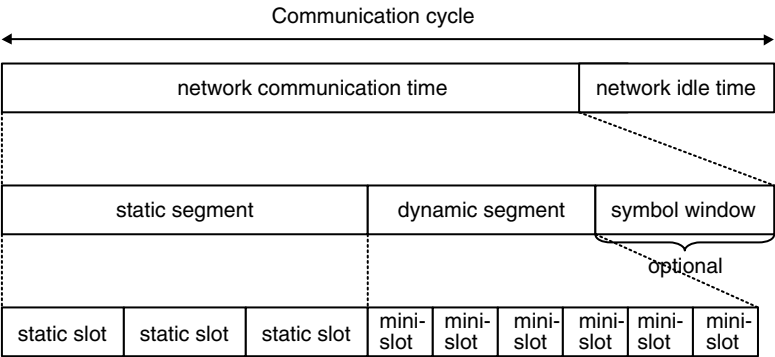 Communication cycle
network communication time network idle time
static segment dynamic segment symbol window
optional
static slot static slot static slot mini-slot mini-slot mini-slot mini-slot mini-slot mini-slot